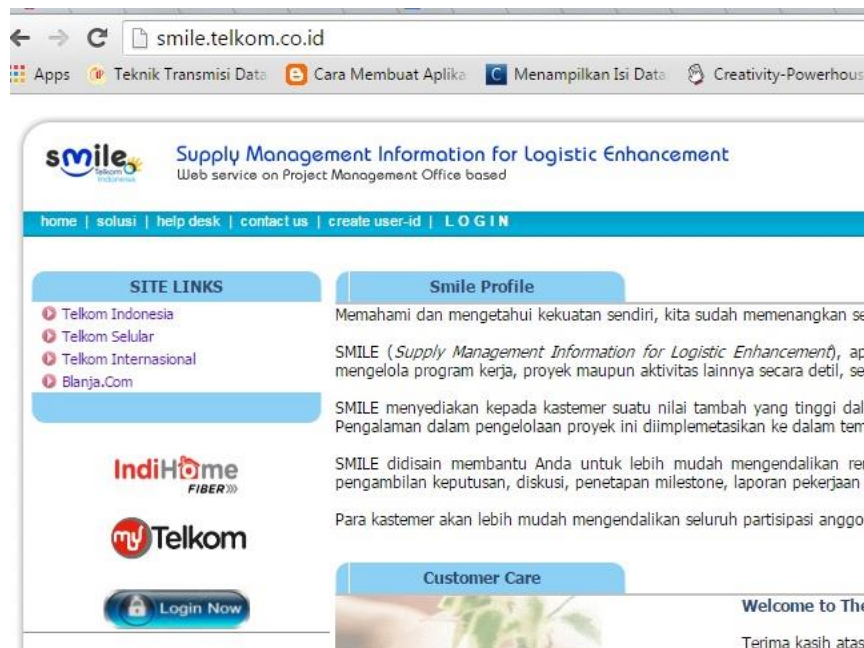 smile.telkom.co.id
Apps Teknik Transmisi Data Cara Membuat Aplika Menampilkan Isi Data Creativity-Powerhous
smile
Telkom
Indonesia
Supply Management Information for Logistic Enhancement
Web service on Project Management Office based
home | solusi | help desk | contact us | create user-id | L O G I N
SITE LINKS
Telkom Indonesia
Telkom Selular
Telkom Internasional
Blanja.Com
IndiHome
FIBER
my Telkom
Login Now
Smile Profile
Memahami dan mengetahui kekuatan sendiri, kita sudah memenangkan se
SMILE (Supply Management Information for Logistic Enhancement), ap
mengelola program kerja, proyek maupun aktivitas lainnya secara detil, se
SMILE menyediakan kepada kastemer suatu nilai tambah yang tinggi dal
Pengalaman dalam pengelolaan proyek ini diimplemetasikan ke dalam tem
SMILE didisain membantu Anda untuk lebih mudah mengendalikan re
pengambilan keputusan, diskusi, penetapan milestone, laporan pekerjaan
Para kastemer akan lebih mudah mengendalikan seluruh partisipasi anggo
Customer Care
Welcome to The
Terima kasih atas